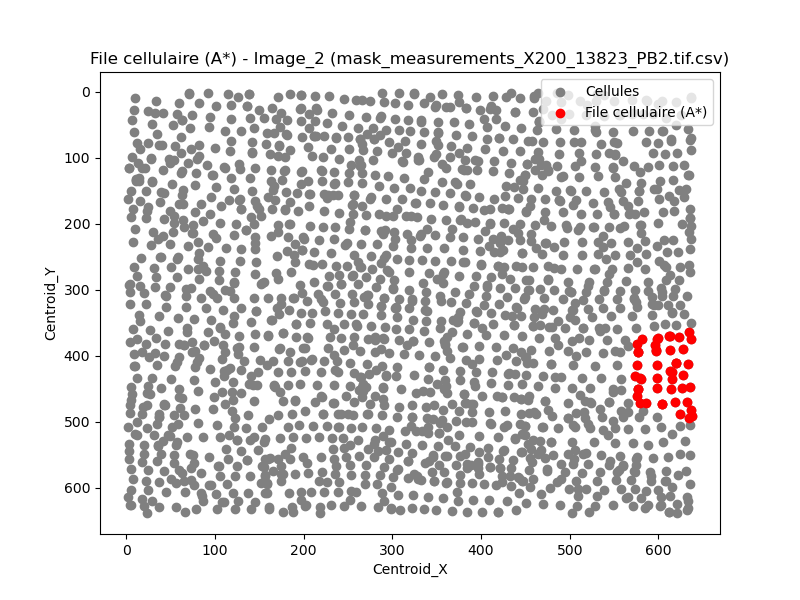 File cellulaire (A*) - Image_2 (mask_measurements_X200_13823_PB2.tif.csv)
Cellules
File cellulaire (A*)
Centroid_Y
0
100
200
300
400
500
600
0 100 200 300 400 500 600
Centroid_X